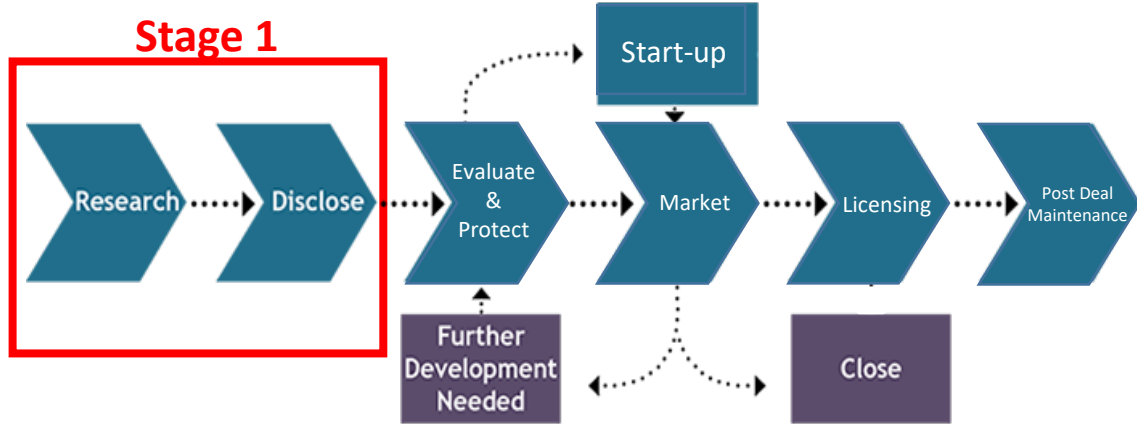 Stage 1
Start-up
Research
Disclose
Evaluate
&
Protect
Market
Licensing
Post Deal
Maintenance
Further
Development
Needed
Close